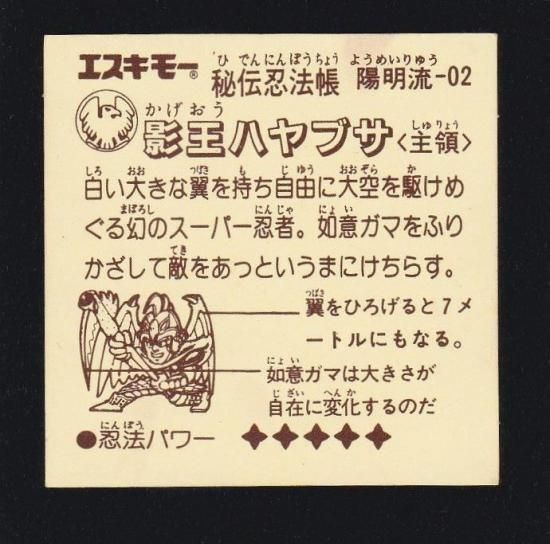 エスキモー® 秘伝忍法帳 陽明流-02
影王ハヤブサ〈主領〉
白い大きな翼を持ち自由に大空を駆けめ
ぐる幻のスーパー忍者。如意ガマをふり
かざして敵をあっというまにけちらす。
翼をひろげると7メ
ートルにもなる。
如意ガマは大きさが
自在に変化するのだ
●忍法パワー ✦✦✦✦✦